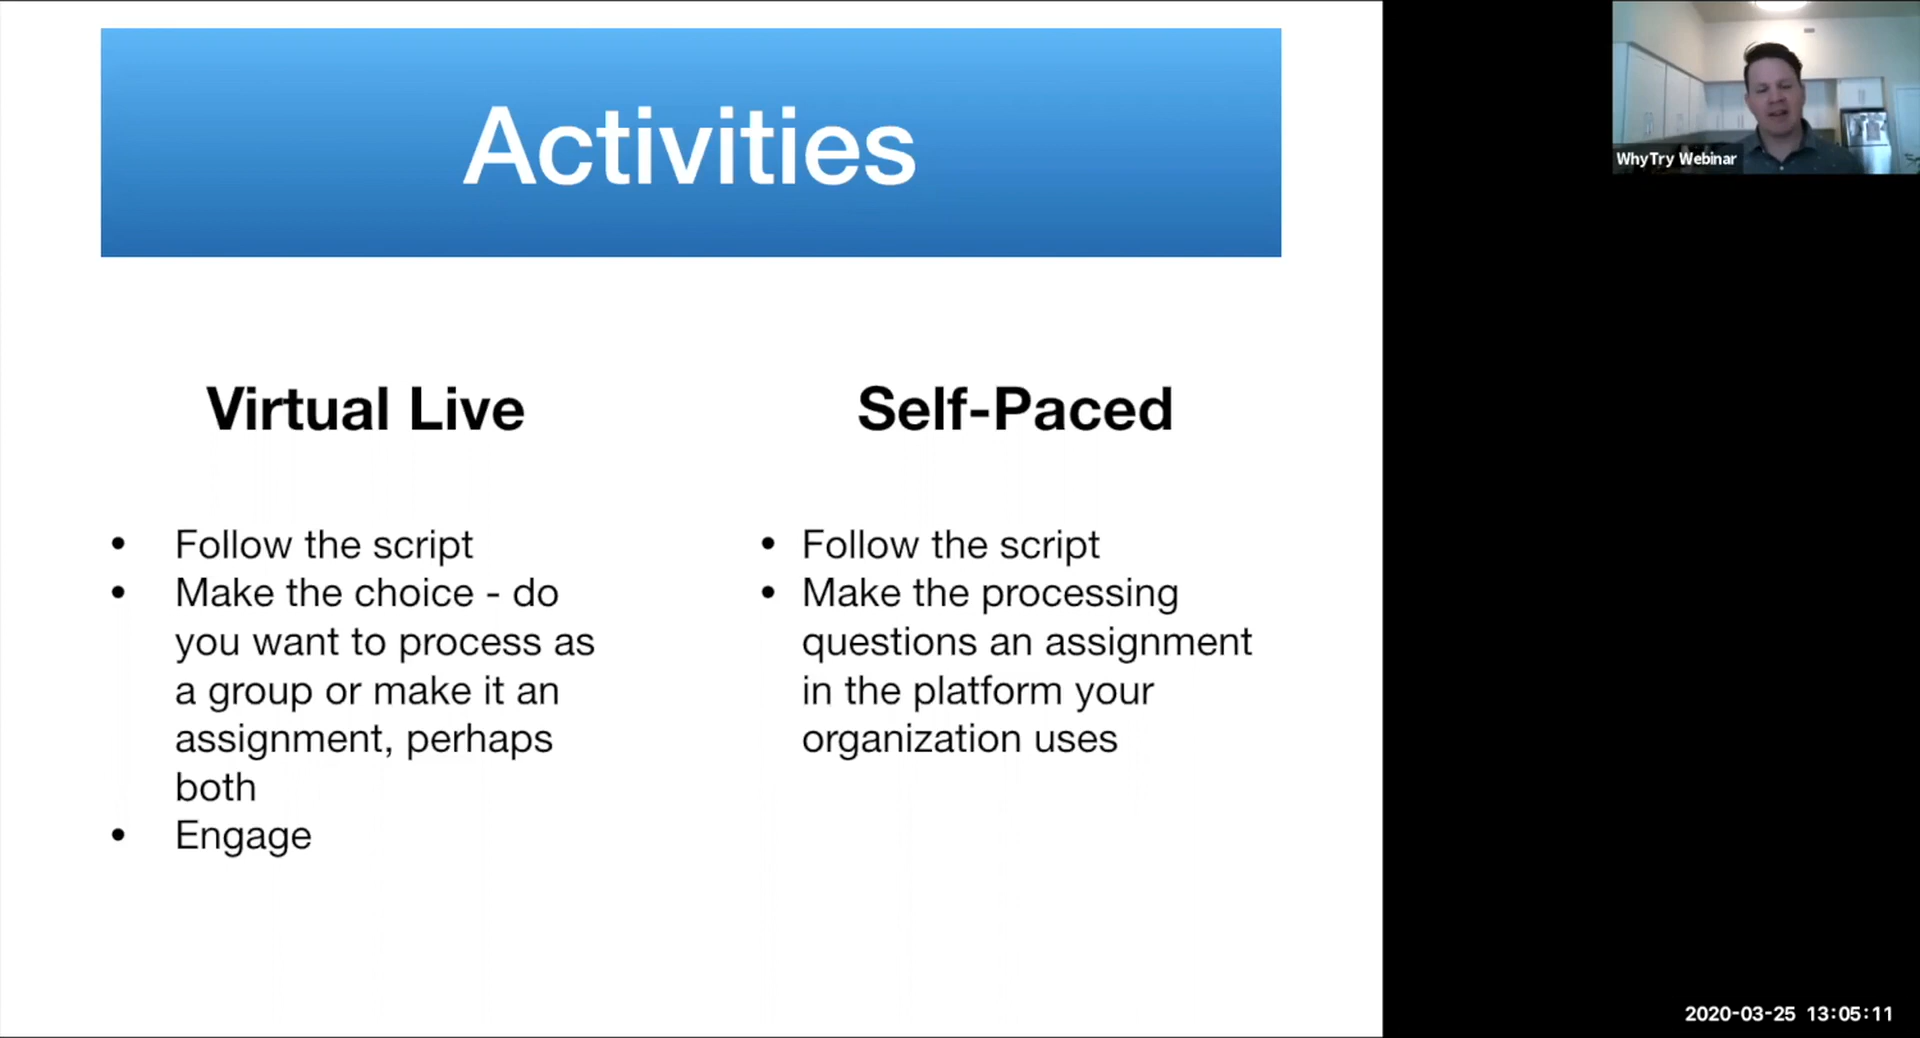 Activities
Virtual Live
• Follow the script
• Make the choice - do
you want to process as
a group or make it an
assignment, perhaps
both
• Engage
Self-Paced
• Follow the script
• Make the processing
questions an assignment
in the platform your
organization uses
WhyTry Webinar
2020-03-25 13:05:11